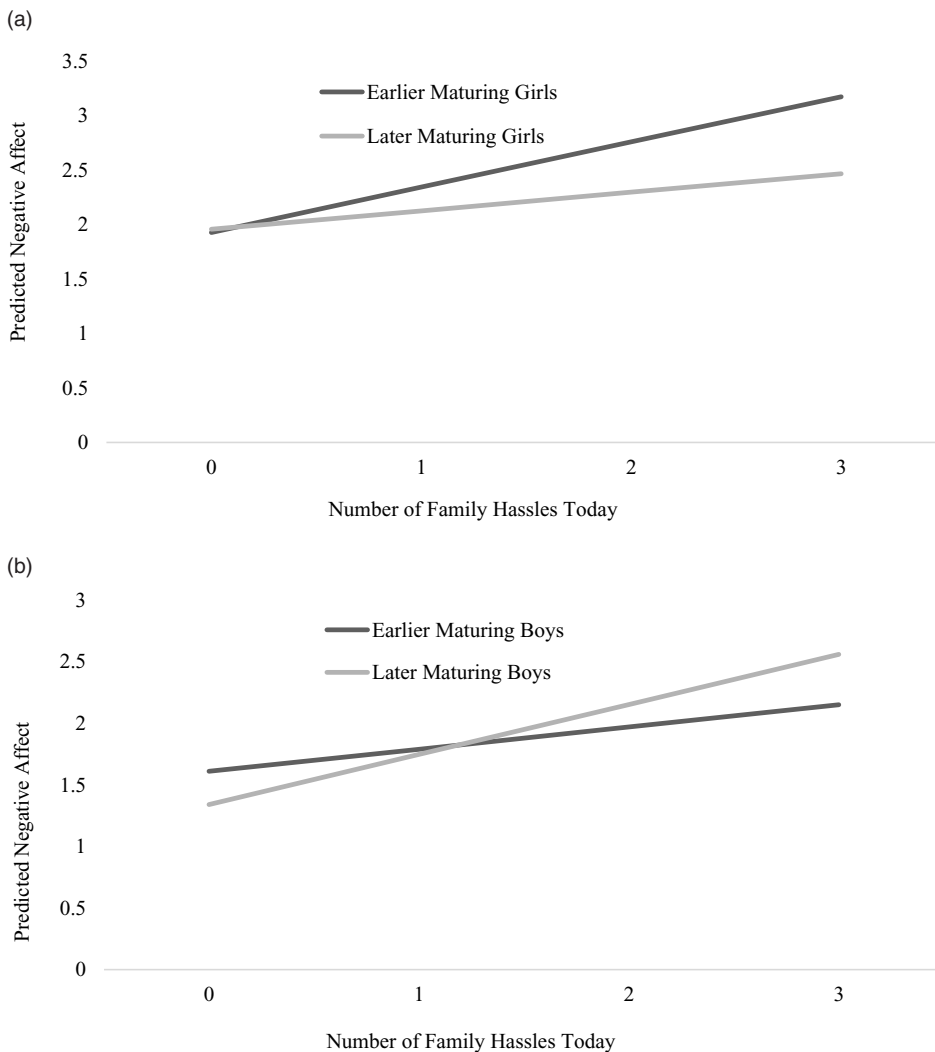 (a)
3.5
3
2.5
2
1.5
1
0.5
0
Predicted Negative Affect
Earlier Maturing Girls
Later Maturing Girls
0 1 2 3
Number of Family Hassles Today
(b)
3
2.5
2
1.5
1
0.5
0
Predicted Negative Affect
Earlier Maturing Boys
Later Maturing Boys
0 1 2 3
Number of Family Hassles Today